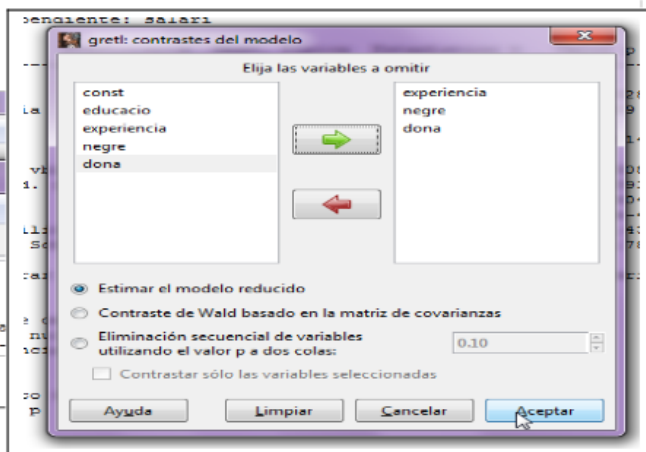 pendiente: salari
gretl: contrastes del modelo
Elija las variables a omitir
const
educacio
experiencia
negre
dona
experiencia
negre
dona
Estimar el modelo reducido
Contraste de Wald basado en la matriz de covarianzas
Eliminación secuencial de variables
utilizando el valor p a dos colas:
0.10
Contrastar sólo las variables seleccionadas
Ayuda
Limpiar
Cancelar
Aceptar